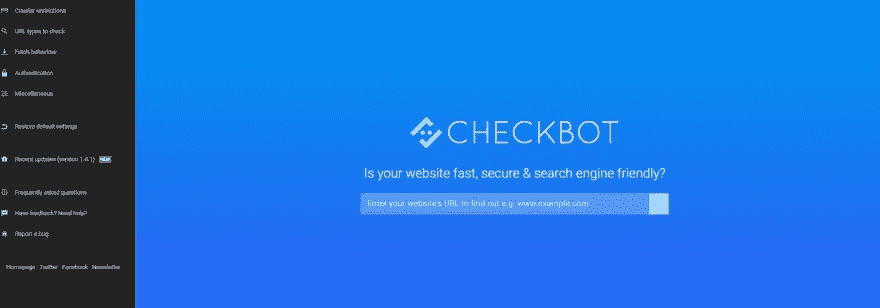 Crawler restrictions
URL types to check
Fetch behaviour
Authentication
Miscellaneous
Restore default settings
Recent updates (version 1.4.1)
Frequently asked questions
Have feedback? Need help?
Report a bug
Homepage Twitter Facebook Newsletter
CHECKBOT
Is your website fast, secure & search engine friendly?
Enter your website's URL to find out e.g. www.example.com